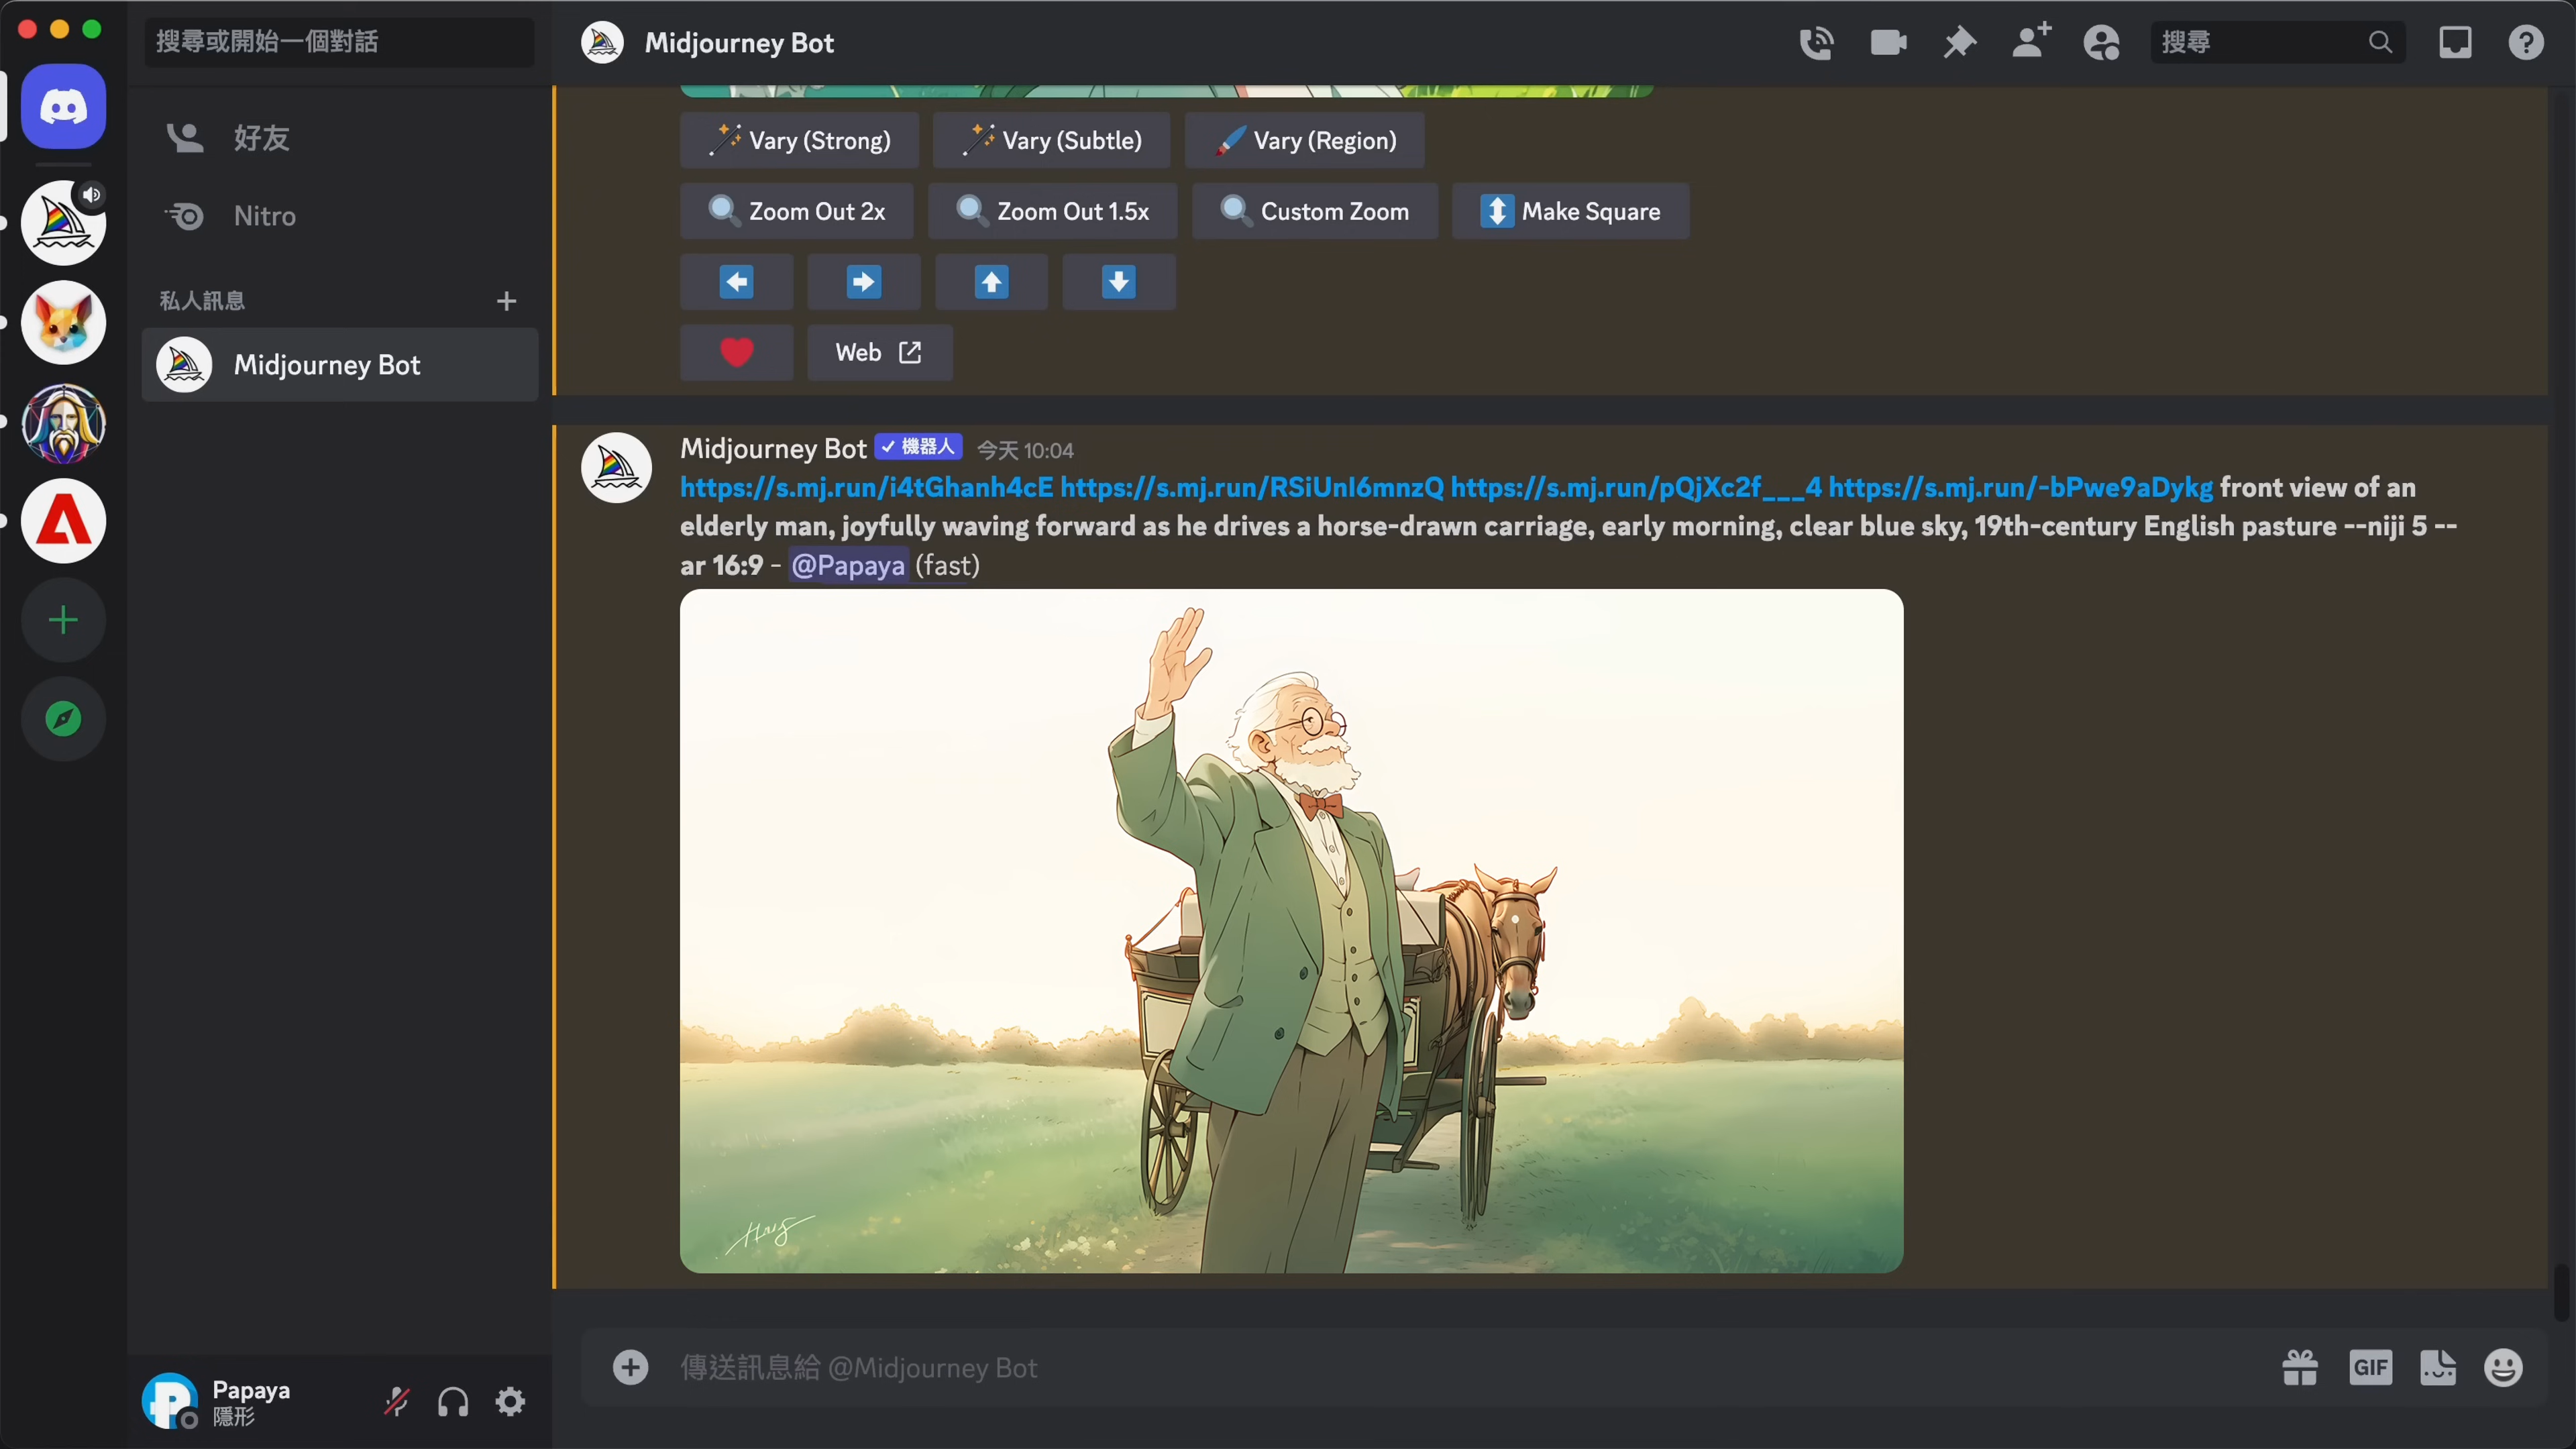 搜尋或開始一個對話
Midjourney Bot
搜尋
好友
Nitro
私人訊息
Midjourney Bot
Vary (Strong)
Vary (Subtle)
Vary (Region)
Zoom Out 2x
Zoom Out 1.5x
Custom Zoom
Make Square
Web
Midjourney Bot 機器人 今天 10:04
https://s.mj.run/i4tGhanh4cE https://s.mj.run/RSiUnI6mnzQ https://s.mj.run/pQjXc2f___4 https://s.mj.run/-bPwe9aDykg front view of an
elderly man, joyfully waving forward as he drives a horse-drawn carriage, early morning, clear blue sky, 19th-century English pasture --niji 5 --
ar 16:9 - @Papaya (fast)
傳送訊息給 @Midjourney Bot
GIF
Papaya
隱形